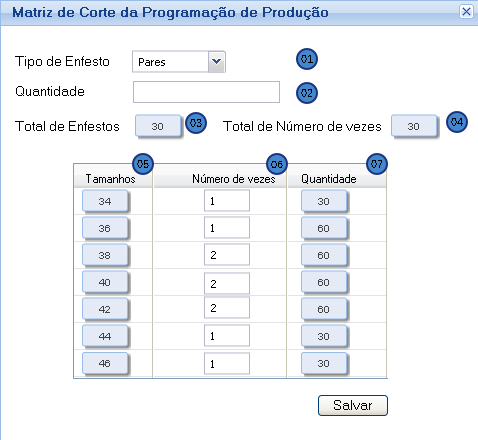 Matriz de Corte da Programação de Produção
Tipo de Enfesto Pares 01
Quantidade 02
Total de Enfestos 30 03 Total de Número de vezes 30 04
05 06 07
Tamanhos Número de vezes Quantidade
34 1 30
36 1 60
38 2 60
40 2 60
42 2 60
44 1 30
46 1 30
Salvar